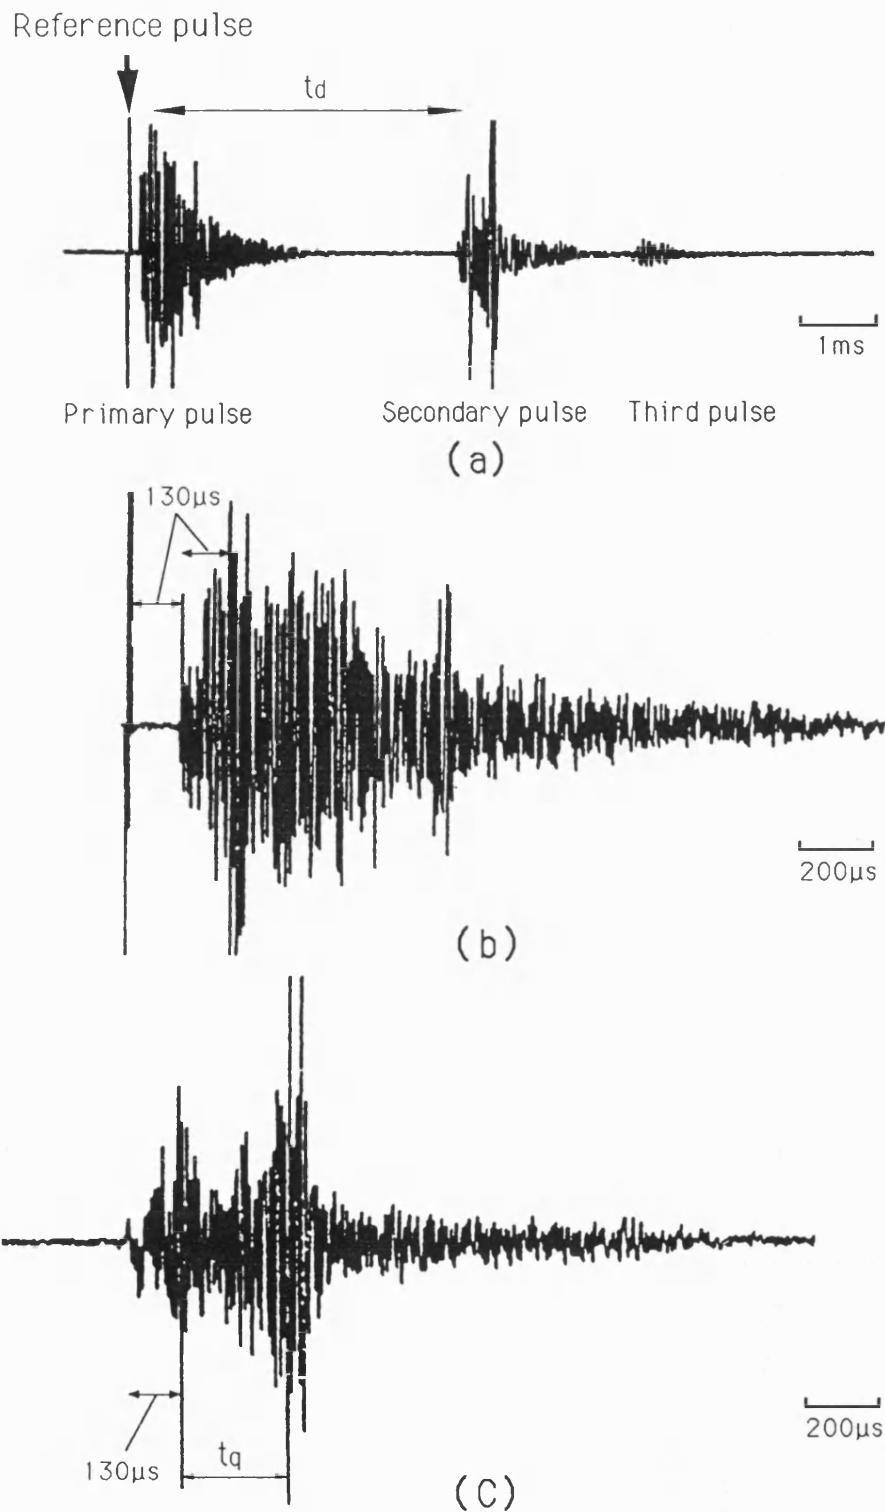 Reference pulse
td
1ms
Primary pulse
Secondary pulse
Third pulse
(a)
130µs
200µs
(b)
130µs
tq
200µs
(C)